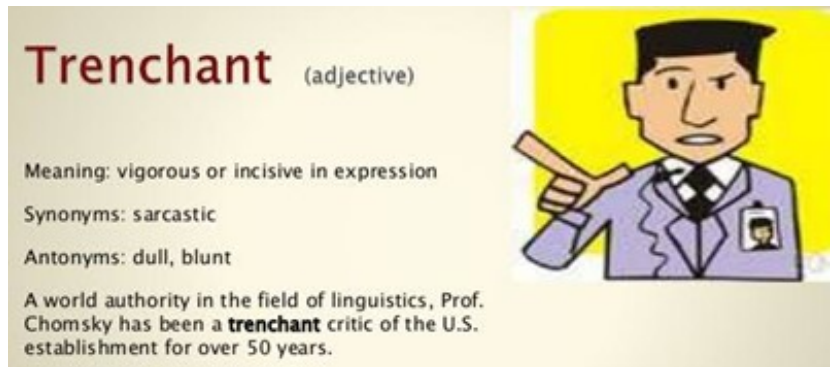 Trenchant (adjective)
Meaning: vigorous or incisive in expression
Synonyms: sarcastic
Antonyms: dull, blunt
A world authority in the field of linguistics, Prof.
Chomsky has been a trenchant critic of the U.S.
establishment for over 50 years.